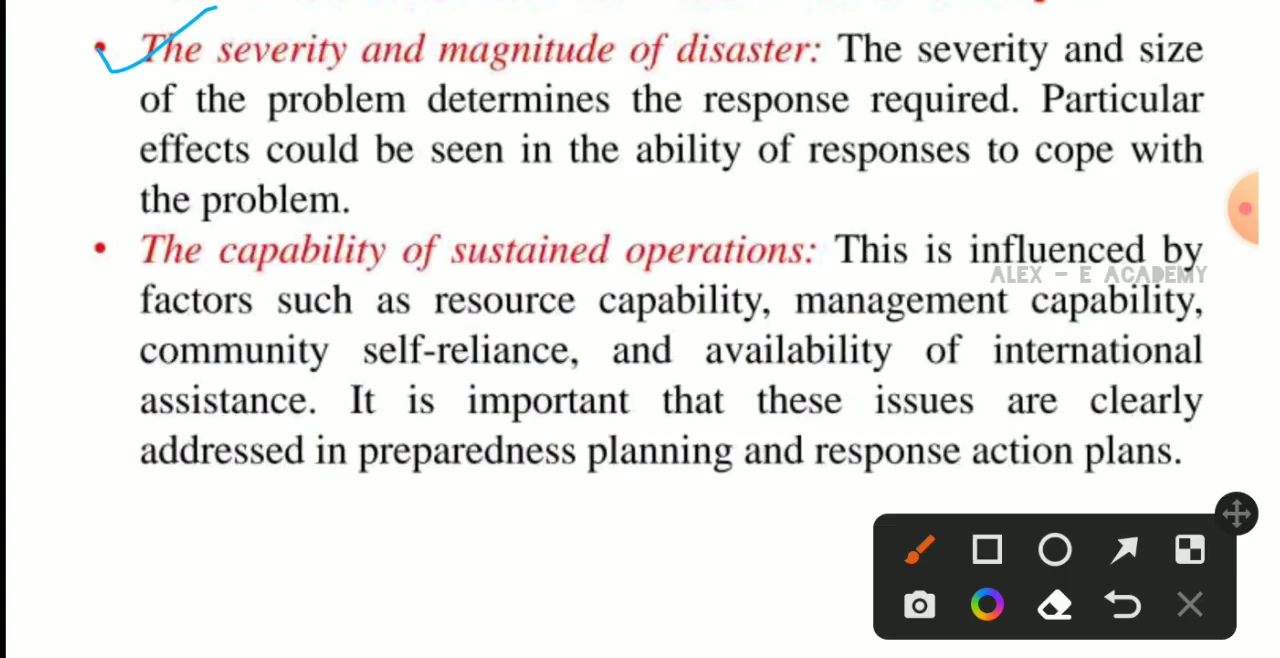 • The severity and magnitude of disaster: The severity and size
of the problem determines the response required. Particular
effects could be seen in the ability of responses to cope with
the problem.
• The capability of sustained operations: This is influenced by
ALEX - E ACADEMY
factors such as resource capability, management capability,
community self-reliance, and availability of international
assistance. It is important that these issues are clearly
addressed in preparedness planning and response action plans.